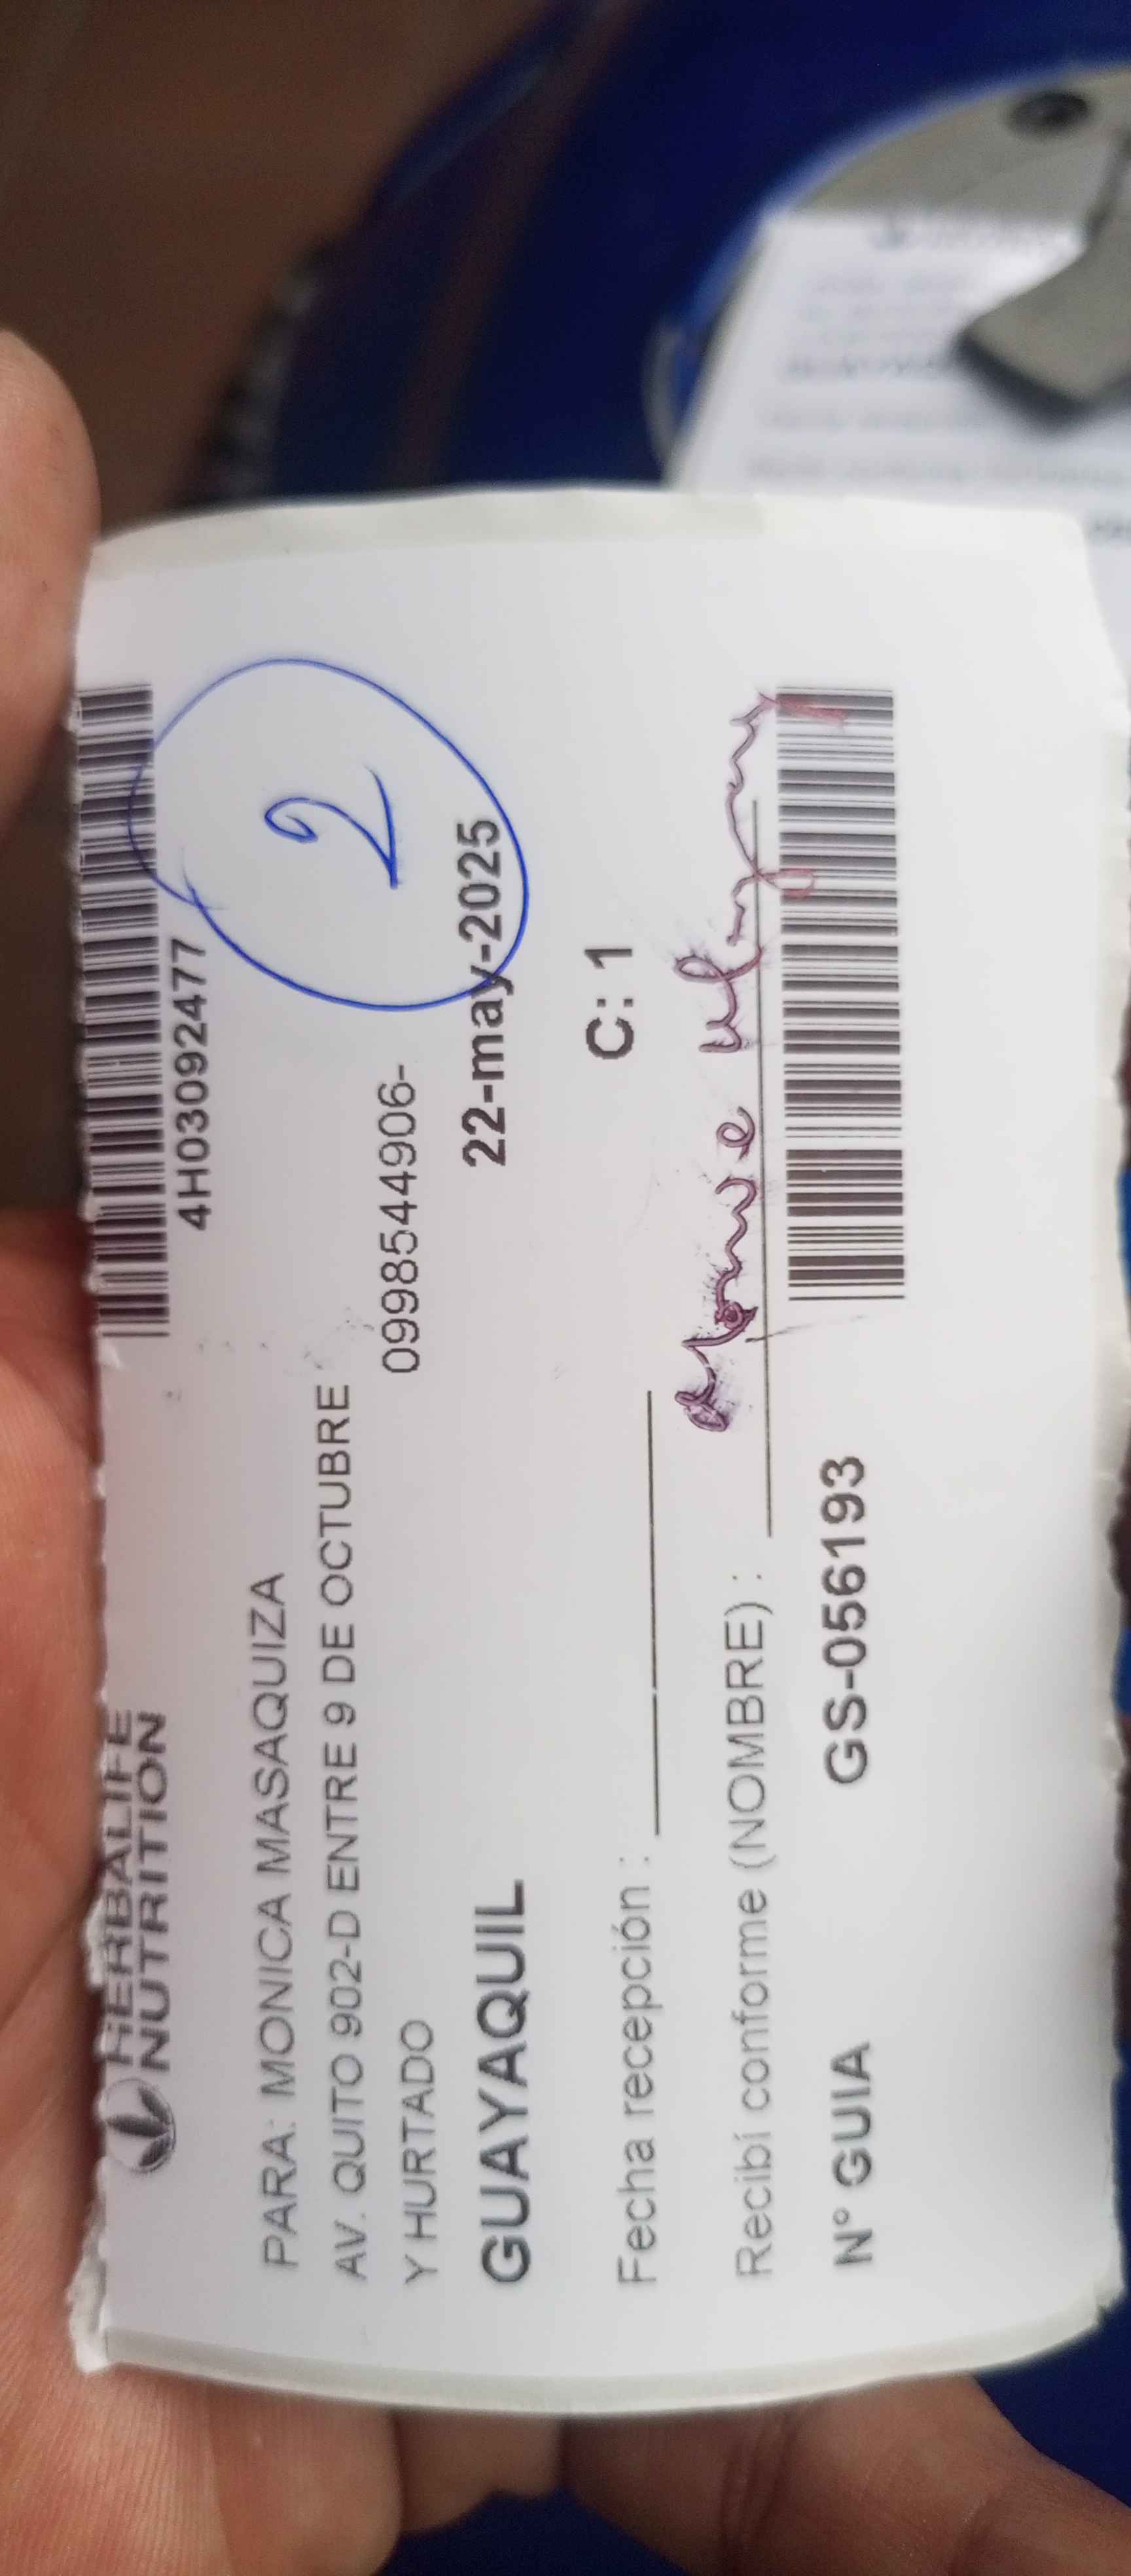 HERBALIFE
NUTRITION
4H03092477
2
PARA: MONICA MASAQUIZA
AV. QUITO 902-D ENTRE 9 DE OCTUBRE
Y HURTADO
0998544906-
GUAYAQUIL
22-may-2025
C: 1
Fecha recepción :
Recibí conforme (NOMBRE) :
N° GUIA
GS-056193